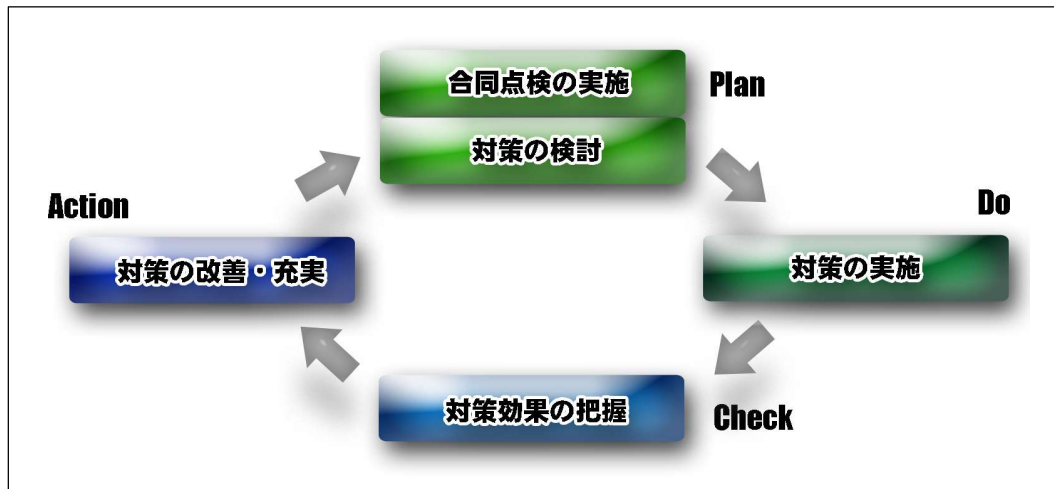 合同点検の実施
Plan
対策の検討
Action
Do
対策の改善・充実
対策の実施
対策効果の把握
Check